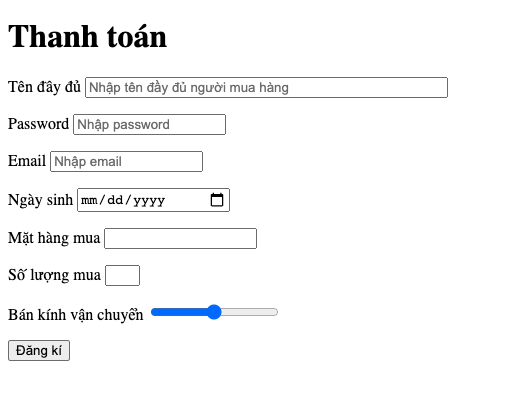 Thanh toán
Tên đầy đủ Nhập tên đầy đủ người mua hàng
Password Nhập password
Email Nhập email
Ngày sinh mm/dd/yyyy
Mặt hàng mua
Số lượng mua
Bán kính vận chuyển
Đăng kí